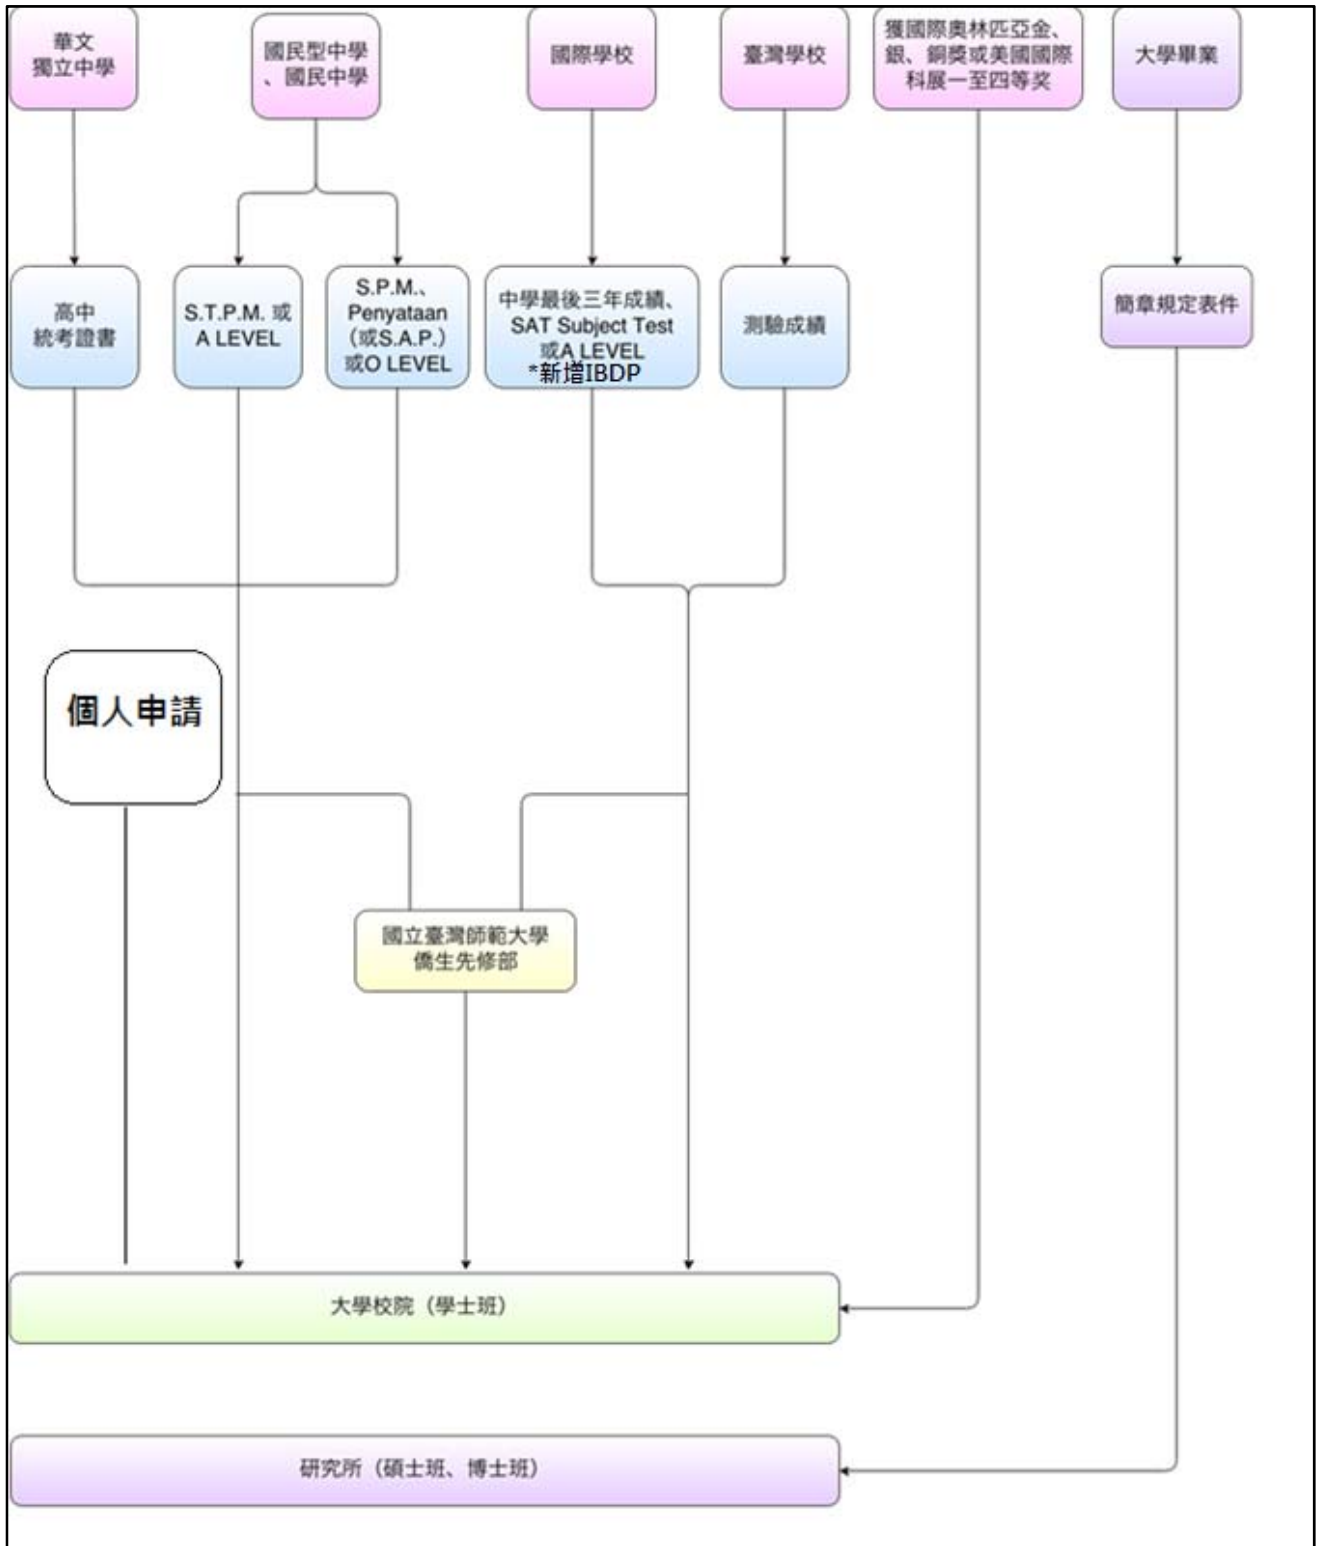 華文
獨立中學
國民型中學
、國民中學
國際學校
臺灣學校
獲國際奧林匹亞金、
銀、銅獎或美國國際
科展一至四等奖
大學畢業
高中
統考證書
S.T.P.M. 或
A LEVEL
S.P.M.、
Penyataan
（或S.A.P.）
或O LEVEL
中學最後三年成績、
SAT Subject Test
或A LEVEL
*新增IBDP
測驗成績
簡章規定表件
個人申請
國立臺灣師範大學
僑生先修部
大學校院（學士班）
研究所（碩士班、博士班）